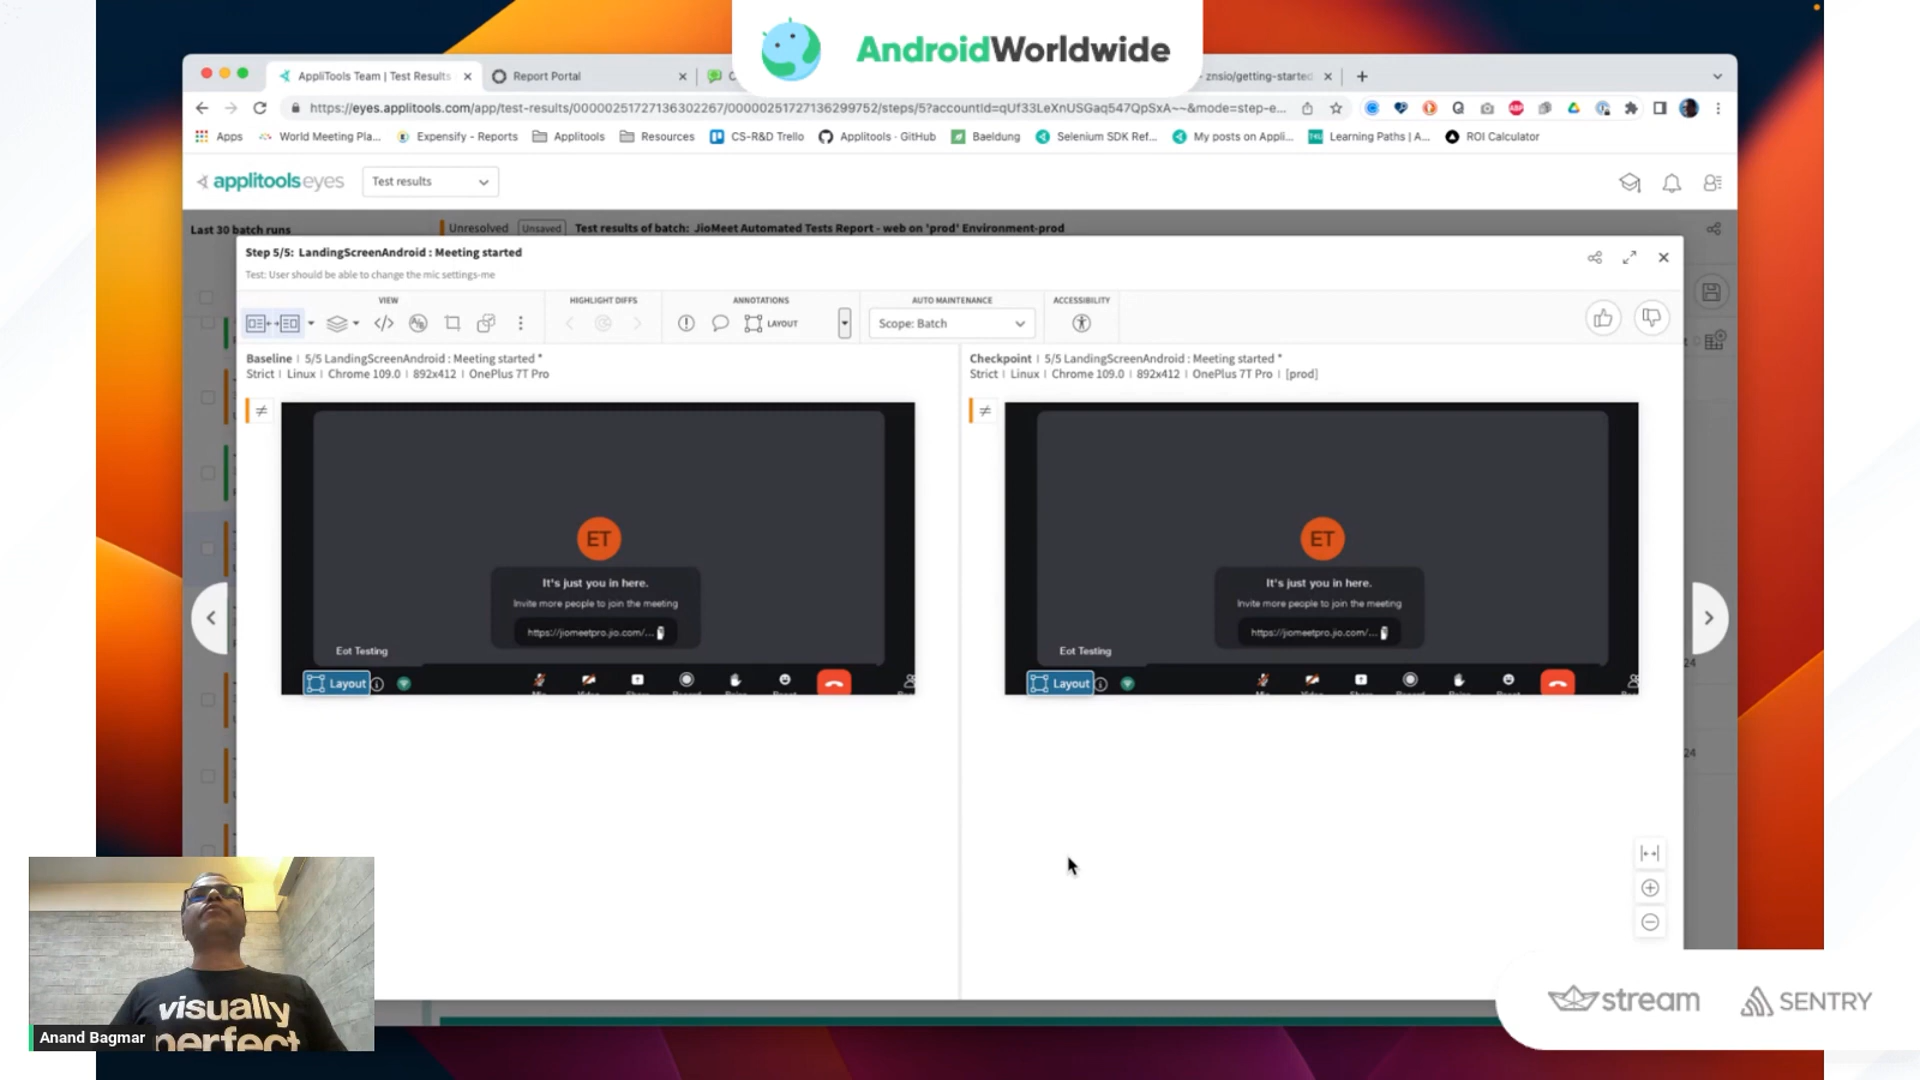 AndroidWorldwide
AppliTools Team | Test Results
Report Portal
znsio/getting-started
https://eyes.applitools.com/app/test-results/00000251727136302267/00000251727136299752/steps/5?accountId=qUf33LeXnUSGaq547QpSxA~~&mode=step-e...
Apps
World Meeting Pla...
Expensify - Reports
Applitools
Resources
CS-R&D Trello
Applitools · GitHub
Baeldung
Selenium SDK Ref...
My posts on Appli...
Learning Paths | A...
ROI Calculator
applitools eyes
Test results
Last 30 batch runs
Unresolved
Unsaved
Test results of batch: JioMeet Automated Tests Report - web on 'prod' Environment-prod
Step 5/5: LandingScreenAndroid : Meeting started
Test: User should be able to change the mic settings-me
VIEW
HIGHLIGHT DIFFS
ANNOTATIONS
AUTO MAINTENANCE
ACCESSIBILITY
LAYOUT
Scope: Batch
Baseline | 5/5 LandingScreenAndroid : Meeting started *
Strict | Linux | Chrome 109.0 | 892x412 | OnePlus 7T Pro
Checkpoint | 5/5 LandingScreenAndroid : Meeting started *
Strict | Linux | Chrome 109.0 | 892x412 | OnePlus 7T Pro | [prod]
ET
It's just you in here.
Invite more people to join the meeting
https://jiomeetpro.jio.com/...
Eot Testing
Layout
ET
It's just you in here.
Invite more people to join the meeting
https://jiomeetpro.jio.com/...
Eot Testing
Layout
24
24
visually
perfect
Anand Bagmar
stream
SENTRY